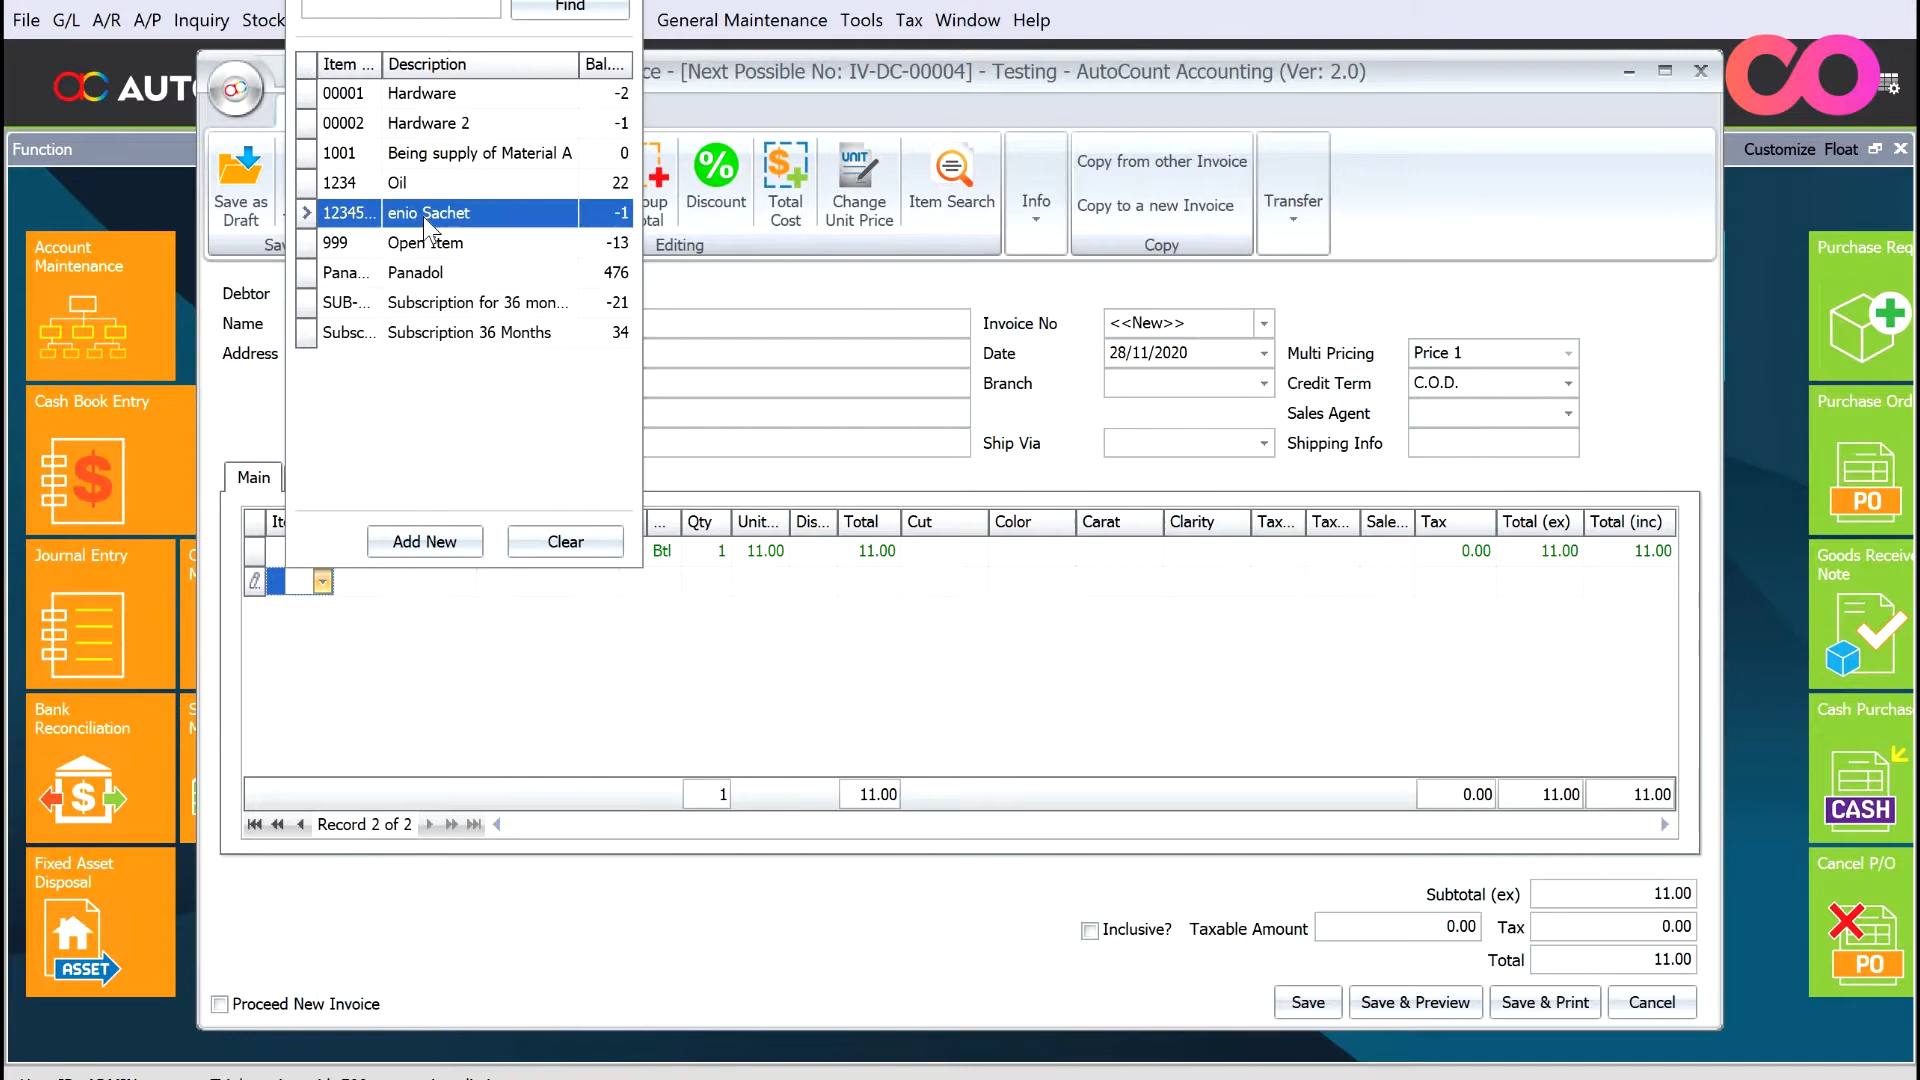 File G/L A/R A/P Inquiry Stock General Maintenance Tools Tax Window Help
Find
AUTO
ce - [Next Possible No: IV-DC-00004] - Testing - AutoCount Accounting (Ver: 2.0)
Function
Customize Float
Item ... Description Bal....
00001 Hardware -2
00002 Hardware 2 -1
1001 Being supply of Material A 0
1234 Oil 22
12345... enio Sachet -1
999 Open Item -13
Pana... Panadol 476
SUB-... Subscription for 36 mon... -21
Subsc... Subscription 36 Months 34
Add New Clear
Save as
Draft
Discount
Total
Cost
UNIT
Change
Unit Price
Item Search
Editing
Info
Copy from other Invoice
Copy to a new Invoice
Copy
Transfer
Debtor
Name
Address
Invoice No <<New>>
Date 28/11/2020 Multi Pricing Price 1
Branch Credit Term C.O.D.
Sales Agent
Ship Via Shipping Info
Main
... Qty Unit... Dis... Total Cut Color Carat Clarity Tax... Tax... Sale... Tax Total (ex) Total (inc)
Btl 1 11.00 11.00 0.00 11.00 11.00
1 11.00 0.00 11.00 11.00
Record 2 of 2
Subtotal (ex) 11.00
Inclusive? Taxable Amount 0.00 Tax 0.00
Total 11.00
Proceed New Invoice
Save Save & Preview Save & Print Cancel
Account
Maintenance
Cash Book Entry
Journal Entry
Bank
Reconciliation
Fixed Asset
Disposal
ASSET
Purchase Req
Purchase Ord
PO
Goods Receive
Note
Cash Purchas
CASH
Cancel P/O
PO